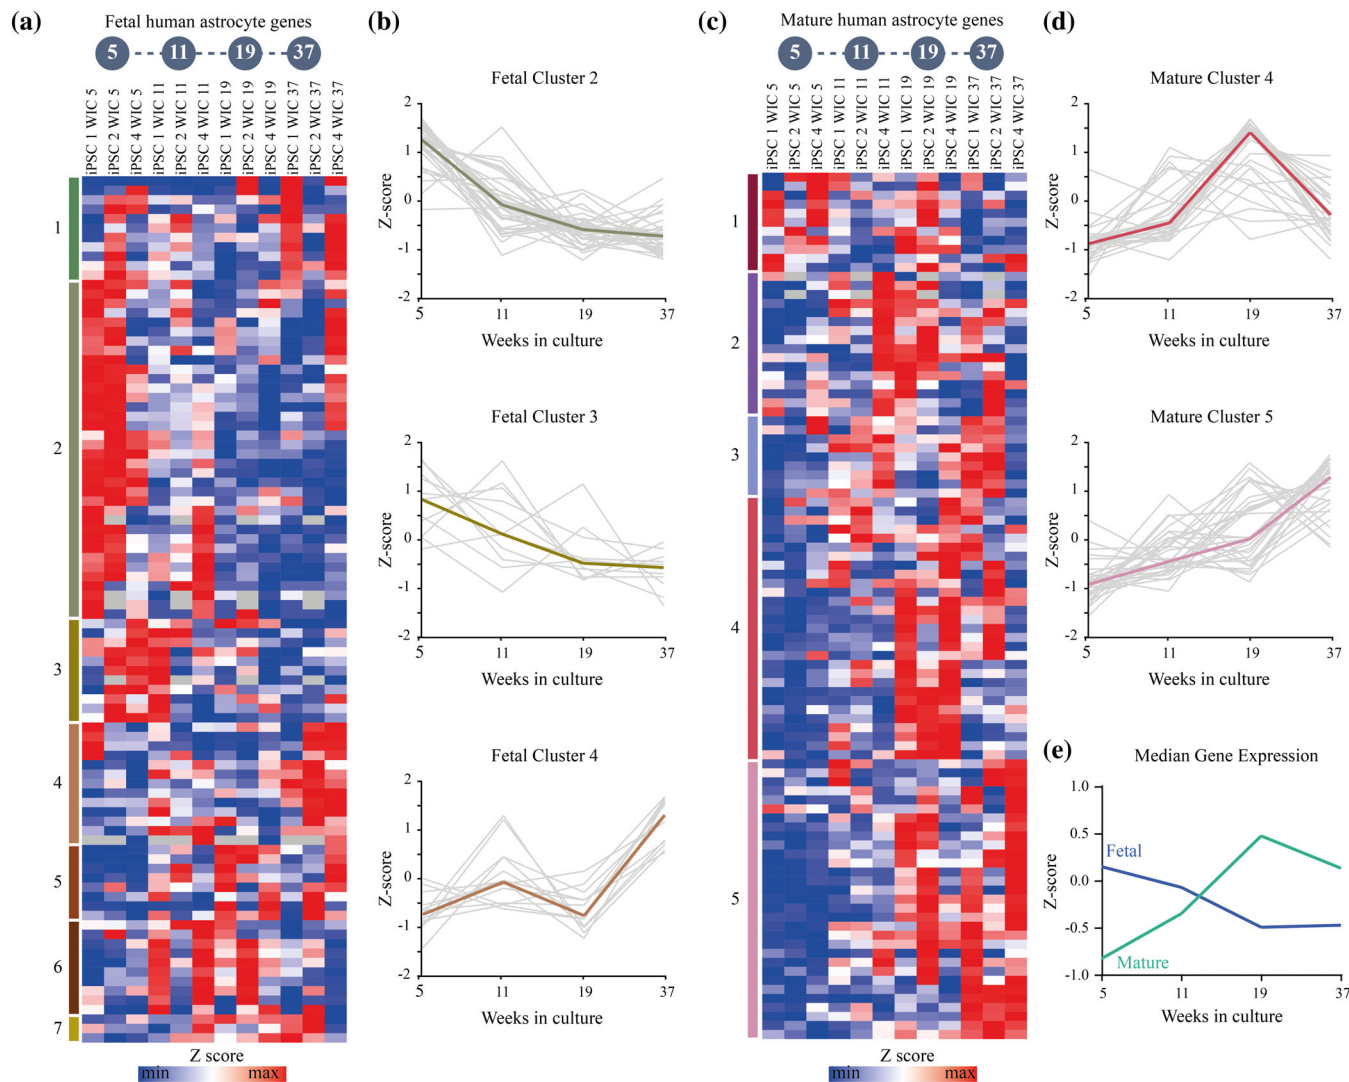 (a)
Fetal human astrocyte genes
5 11 19 37
iPSC 1 WIC 5
iPSC 2 WIC 5
iPSC 4 WIC 5
iPSC 1 WIC 11
iPSC 2 WIC 11
iPSC 4 WIC 11
iPSC 1 WIC 19
iPSC 2 WIC 19
iPSC 4 WIC 19
iPSC 1 WIC 37
iPSC 2 WIC 37
iPSC 4 WIC 37
1
2
3
4
5
6
7
Z score
min max
(b)
Fetal Cluster 2
2
1
0
-1
-2
Z-score
5 11 19 37
Weeks in culture
Fetal Cluster 3
2
1
0
-1
-2
Z-score
5 11 19 37
Weeks in culture
Fetal Cluster 4
2
1
0
-1
-2
Z-score
5 11 19 37
Weeks in culture
(c)
Mature human astrocyte genes
5 11 19 37
iPSC 1 WIC 5
iPSC 2 WIC 5
iPSC 4 WIC 5
iPSC 1 WIC 11
iPSC 2 WIC 11
iPSC 4 WIC 11
iPSC 1 WIC 19
iPSC 2 WIC 19
iPSC 4 WIC 19
iPSC 1 WIC 37
iPSC 2 WIC 37
iPSC 4 WIC 37
1
2
3
4
5
Z score
min max
(d)
Mature Cluster 4
2
1
0
-1
-2
Z-score
5 11 19 37
Weeks in culture
Mature Cluster 5
2
1
0
-1
-2
Z-score
5 11 19 37
Weeks in culture
(e)
Median Gene Expression
1.0
0.5
0.0
-0.5
-1.0
Z-score
Fetal
Mature
5 11 19 37
Weeks in culture